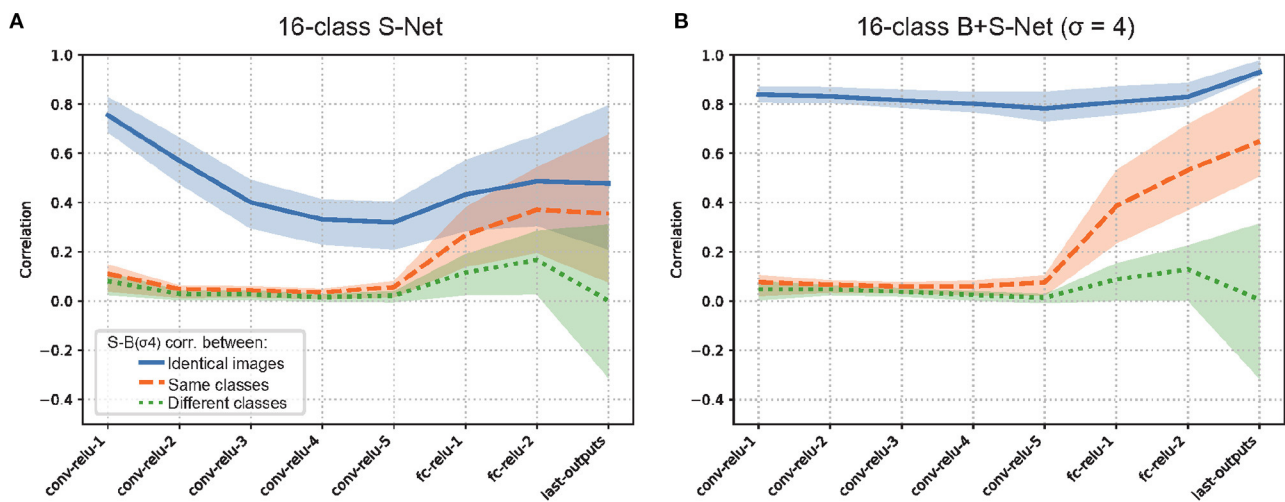 A
16-class S-Net
Correlation
1.0
0.8
0.6
0.4
0.2
0.0
−0.2
−0.4
S-B(σ4) corr. between:
Identical images
Same classes
Different classes
conv-relu-1
conv-relu-2
conv-relu-3
conv-relu-4
conv-relu-5
fc-relu-1
fc-relu-2
last-outputs
B
16-class B+S-Net (σ = 4)
Correlation
1.0
0.8
0.6
0.4
0.2
0.0
−0.2
−0.4
conv-relu-1
conv-relu-2
conv-relu-3
conv-relu-4
conv-relu-5
fc-relu-1
fc-relu-2
last-outputs